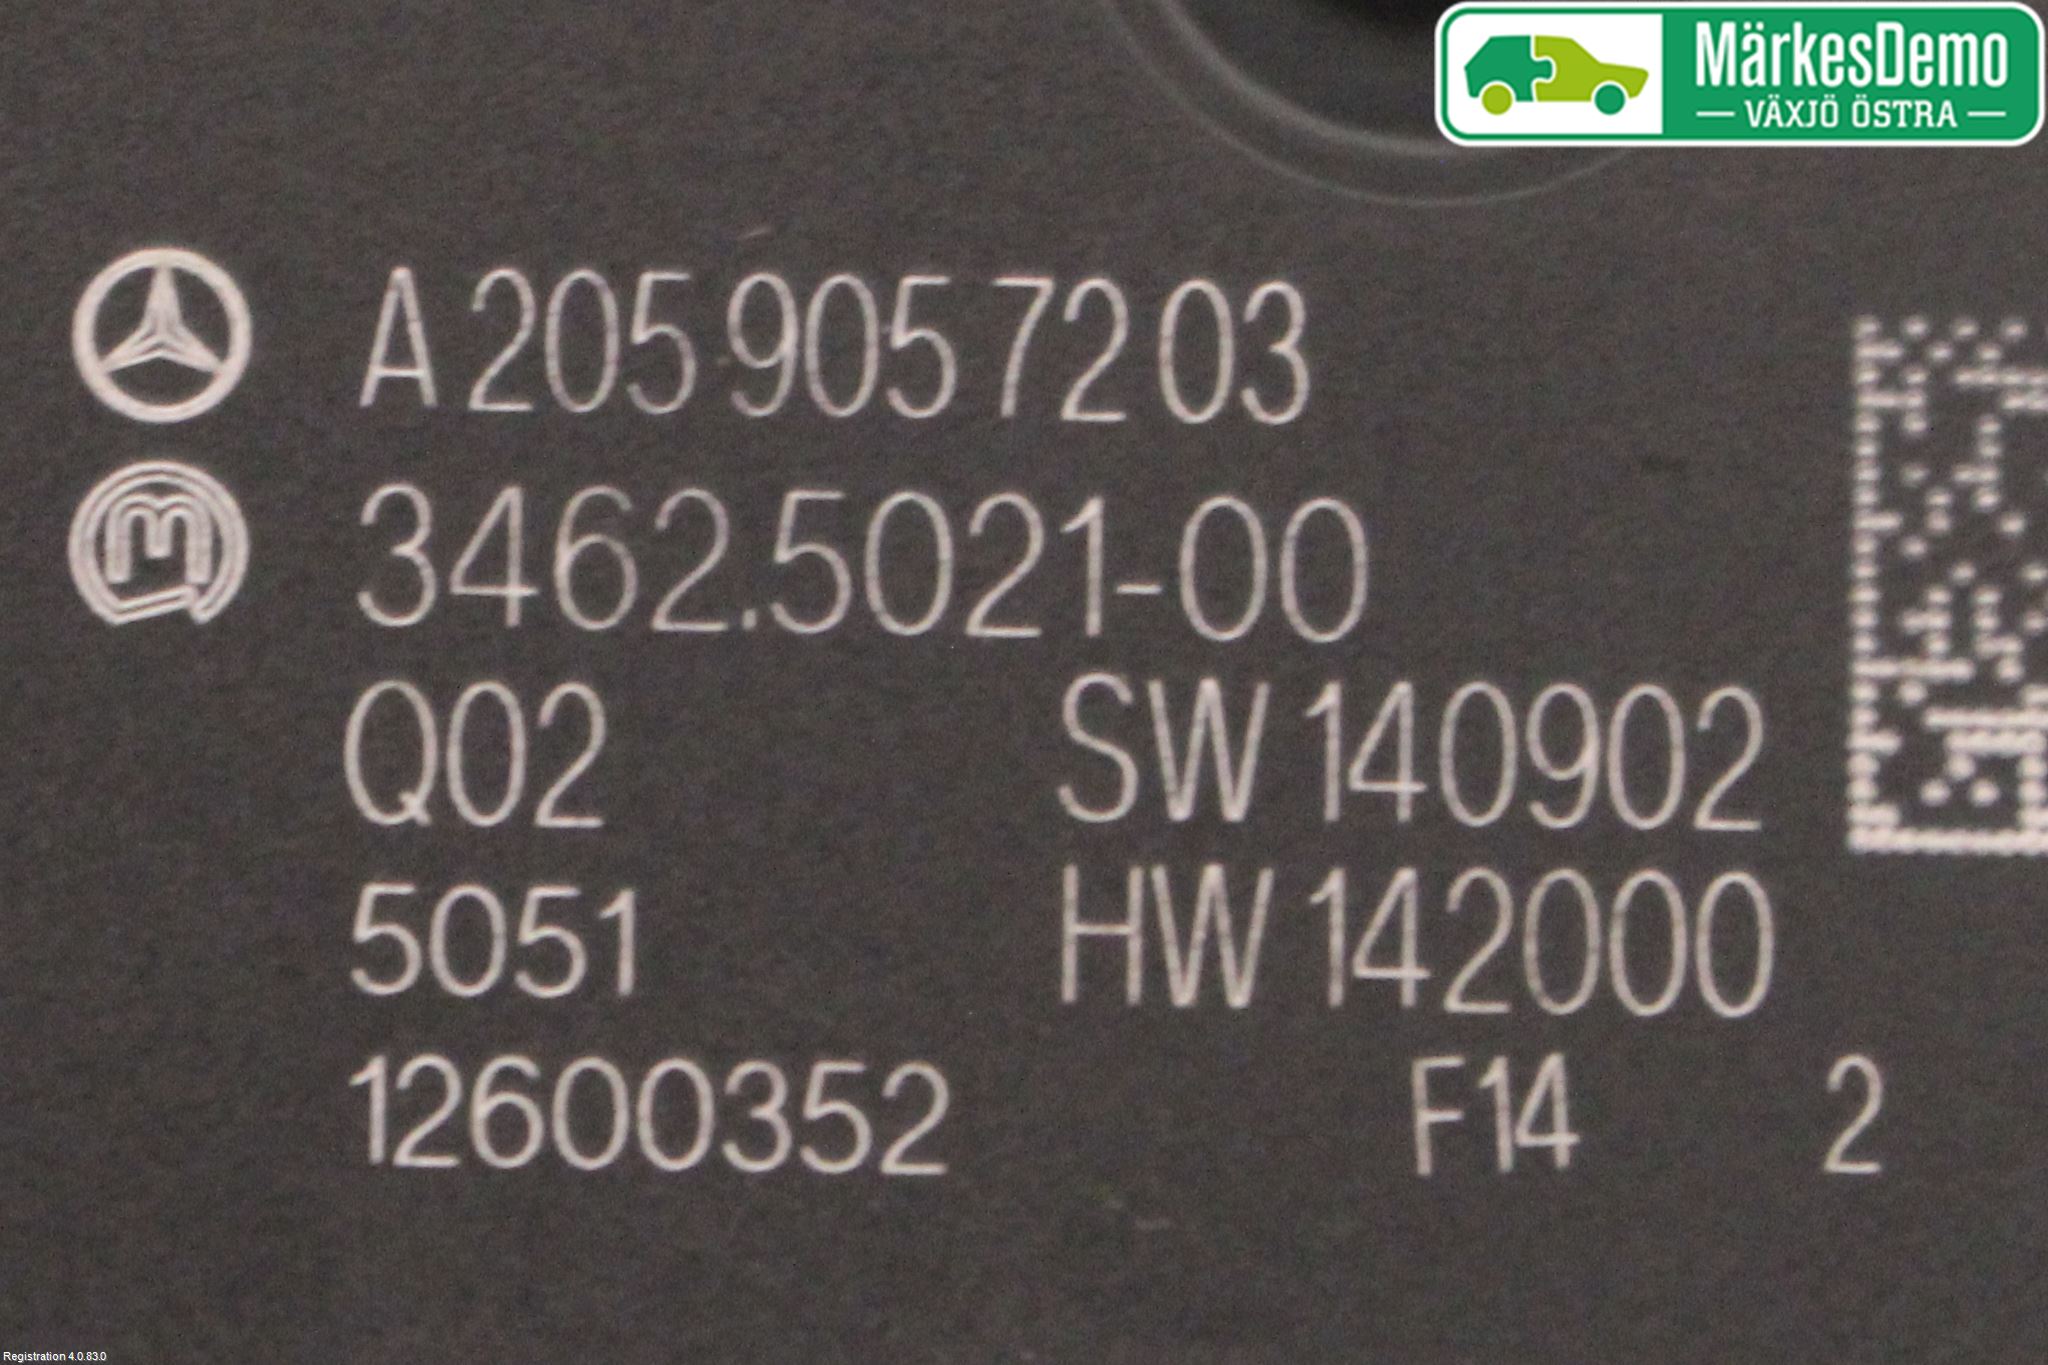 MärkesDemo
VÄXJÖ ÖSTRA
A 205 905 72 03
3462.5021-00
Q02 SW 140902
5051 HW 142000
12600352 F14 2
Registration 4.0.83.0